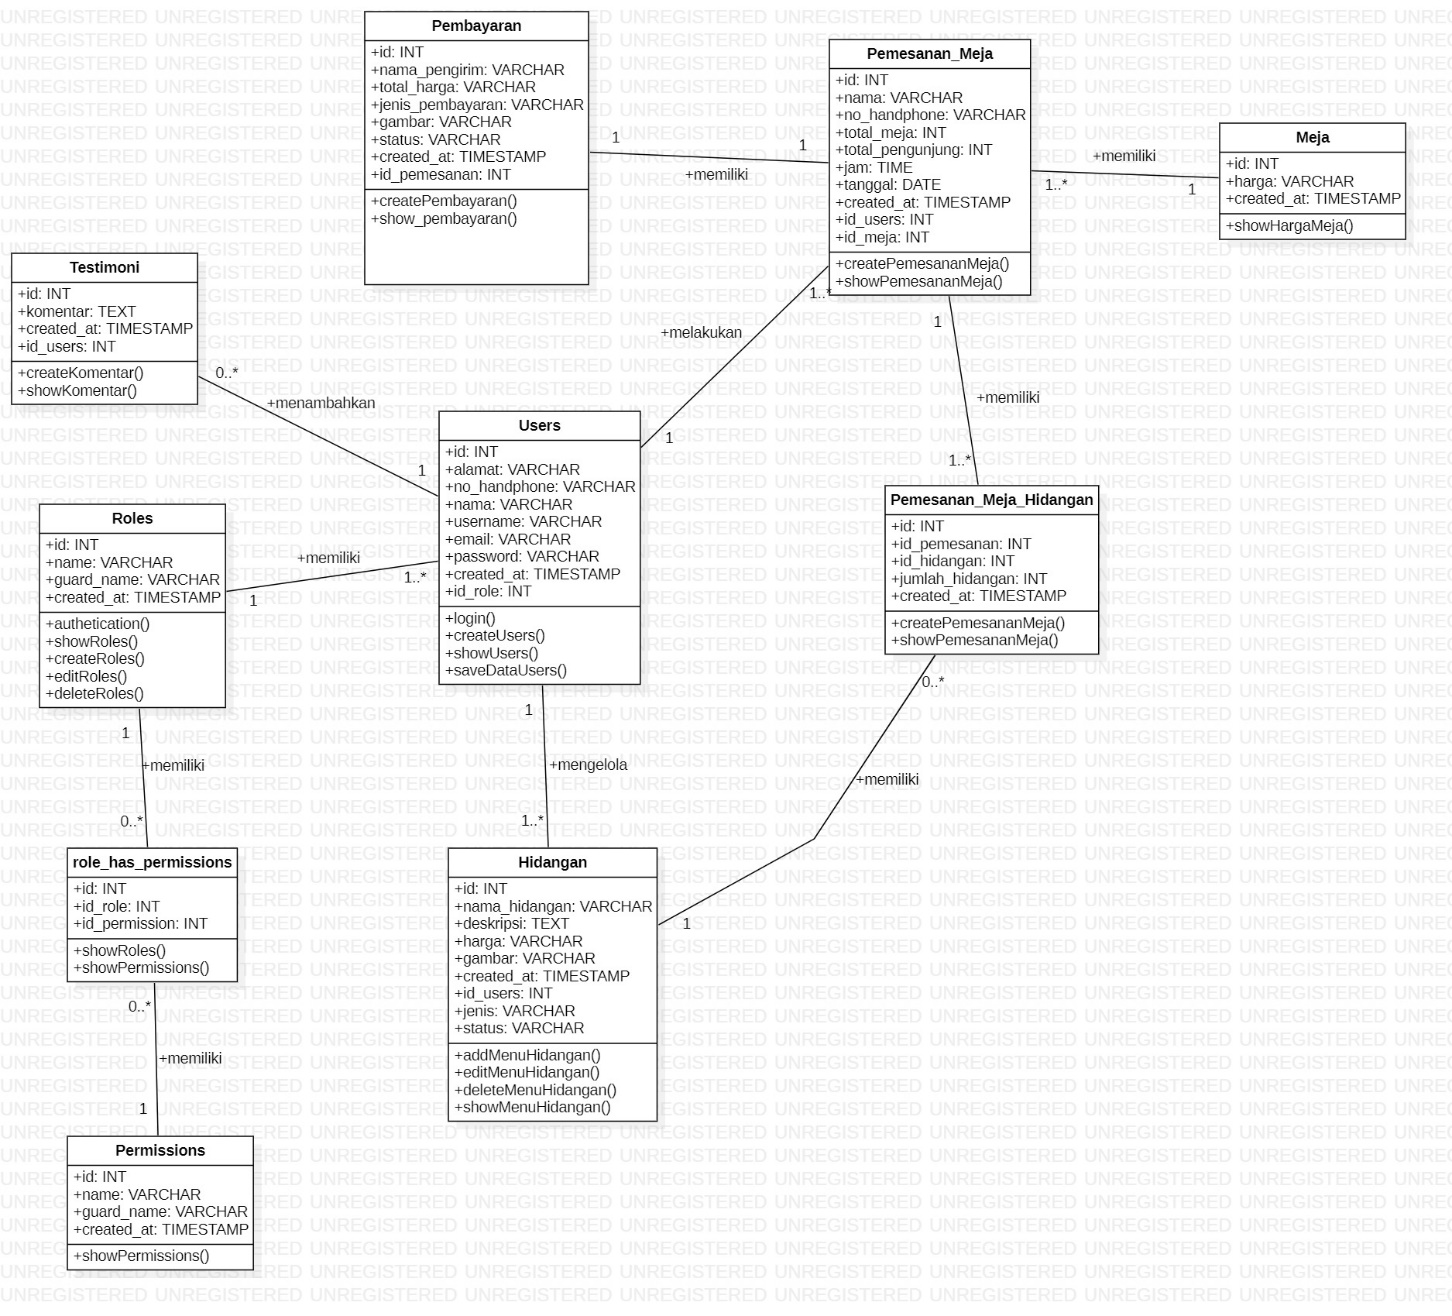 Pembayaran
+id: INT
+nama_pengirim: VARCHAR
+total_harga: VARCHAR
+jenis_pembayaran: VARCHAR
+gambar: VARCHAR
+status: VARCHAR
+created_at: TIMESTAMP
+id_pemesanan: INT
+createPembayaran()
+show_pembayaran()
1
1
+memiliki
Pemesanan_Meja
+id: INT
+nama: VARCHAR
+no_handphone: VARCHAR
+total_meja: INT
+total_pengunjung: INT
+jam: TIME
+tanggal: DATE
+created_at: TIMESTAMP
+id_users: INT
+id_meja: INT
+createPemesananMeja()
+showPemesananMeja()
+memiliki
1..*
1
Meja
+id: INT
+harga: VARCHAR
+created_at: TIMESTAMP
+showHargaMeja()
Testimoni
+id: INT
+komentar: TEXT
+created_at: TIMESTAMP
+id_users: INT
+createKomentar()
+showKomentar()
0..*
+menambahkan
1
1..*
+melakukan
1
1
+memiliki
1..*
Users
+id: INT
+alamat: VARCHAR
+no_handphone: VARCHAR
+nama: VARCHAR
+username: VARCHAR
+email: VARCHAR
+password: VARCHAR
+created_at: TIMESTAMP
+id_role: INT
+login()
+createUsers()
+showUsers()
+saveDataUsers()
Pemesanan_Meja_Hidangan
+id: INT
+id_pemesanan: INT
+id_hidangan: INT
+jumlah_hidangan: INT
+created_at: TIMESTAMP
+createPemesananMeja()
+showPemesananMeja()
Roles
+id: INT
+name: VARCHAR
+guard_name: VARCHAR
+created_at: TIMESTAMP
+authetication()
+showRoles()
+createRoles()
+editRoles()
+deleteRoles()
+memiliki
1..*
1
1
+memiliki
0..*
1
+mengelola
1..*
0..*
+memiliki
1
role_has_permissions
+id: INT
+id_role: INT
+id_permission: INT
+showRoles()
+showPermissions()
0..*
+memiliki
1
Hidangan
+id: INT
+nama_hidangan: VARCHAR
+deskripsi: TEXT
+harga: VARCHAR
+gambar: VARCHAR
+created_at: TIMESTAMP
+id_users: INT
+jenis: VARCHAR
+status: VARCHAR
+addMenuHidangan()
+editMenuHidangan()
+deleteMenuHidangan()
+showMenuHidangan()
Permissions
+id: INT
+name: VARCHAR
+guard_name: VARCHAR
+created_at: TIMESTAMP
+showPermissions()